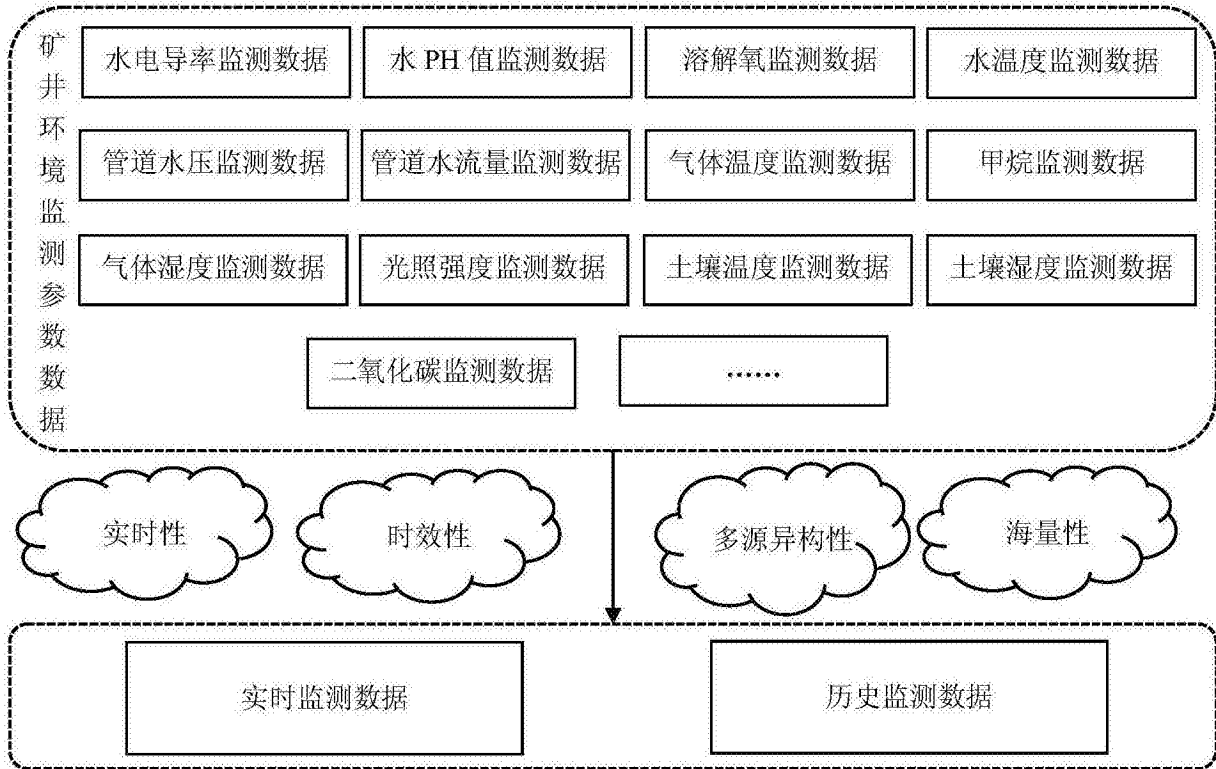 矿井环境监测参数数据
水电导率监测数据
水 PH 值监测数据
溶解氧监测数据
水温度监测数据
管道水压监测数据
管道水流量监测数据
气体温度监测数据
甲烷监测数据
气体湿度监测数据
光照强度监测数据
土壤温度监测数据
土壤湿度监测数据
二氧化碳监测数据
……
实时性
时效性
多源异构性
海量性
实时监测数据
历史监测数据